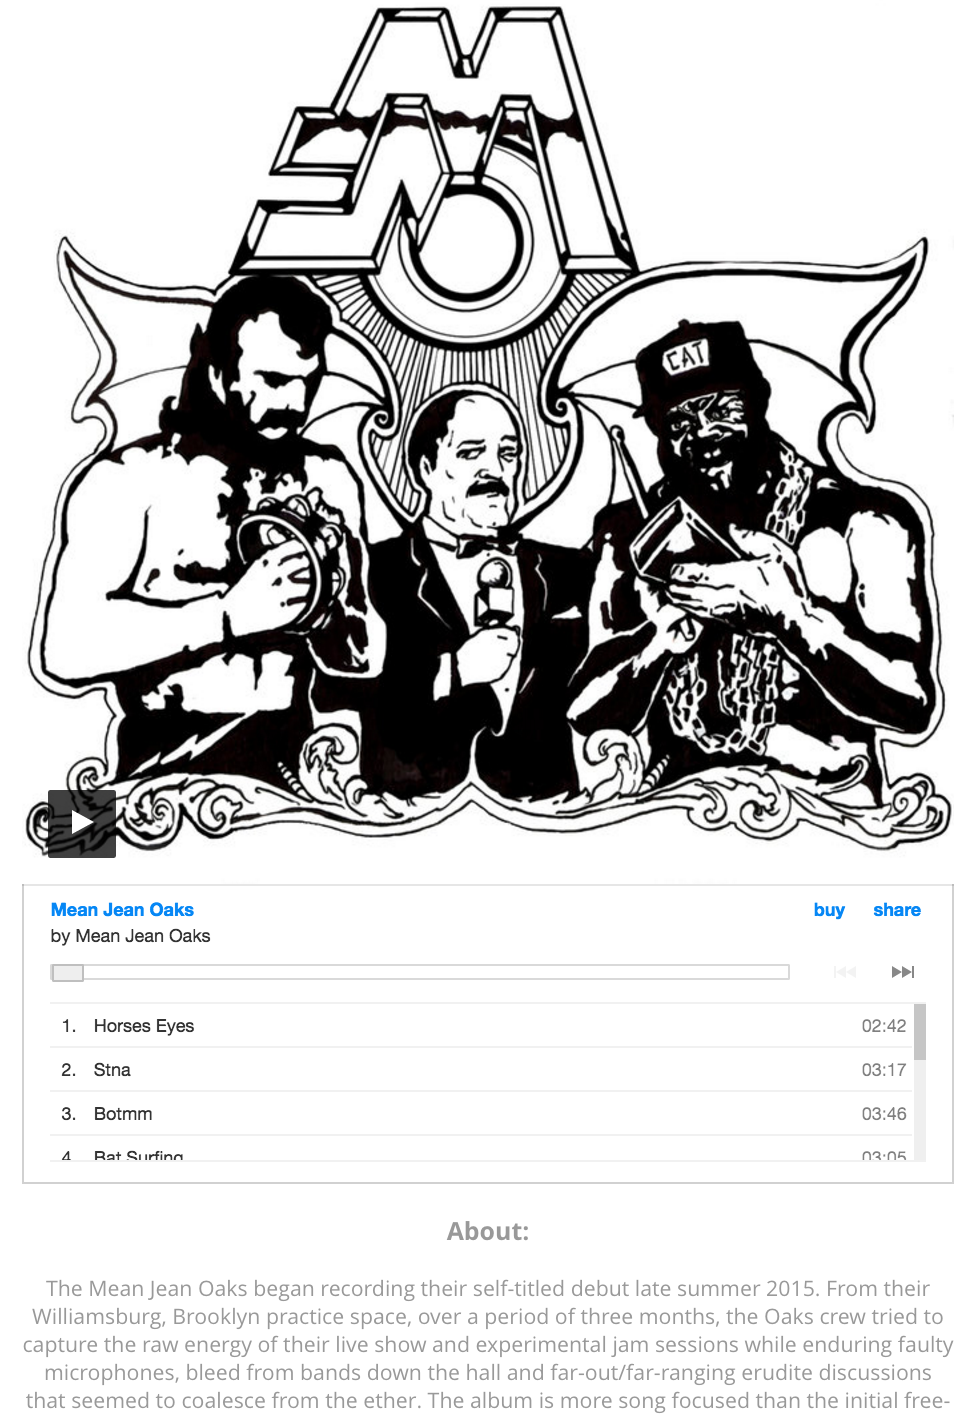 CAT
Mean Jean Oaks
buy share
by Mean Jean Oaks
1. Horses Eyes 02:42
2. Stna 03:17
3. Botmm 03:46
4. Bat Surfing 03:05
About:
The Mean Jean Oaks began recording their self-titled debut late summer 2015. From their
Williamsburg, Brooklyn practice space, over a period of three months, the Oaks crew tried to
capture the raw energy of their live show and experimental jam sessions while enduring faulty
microphones, bleed from bands down the hall and far-out/far-ranging erudite discussions
that seemed to coalesce from the ether. The album is more song focused than the initial free-